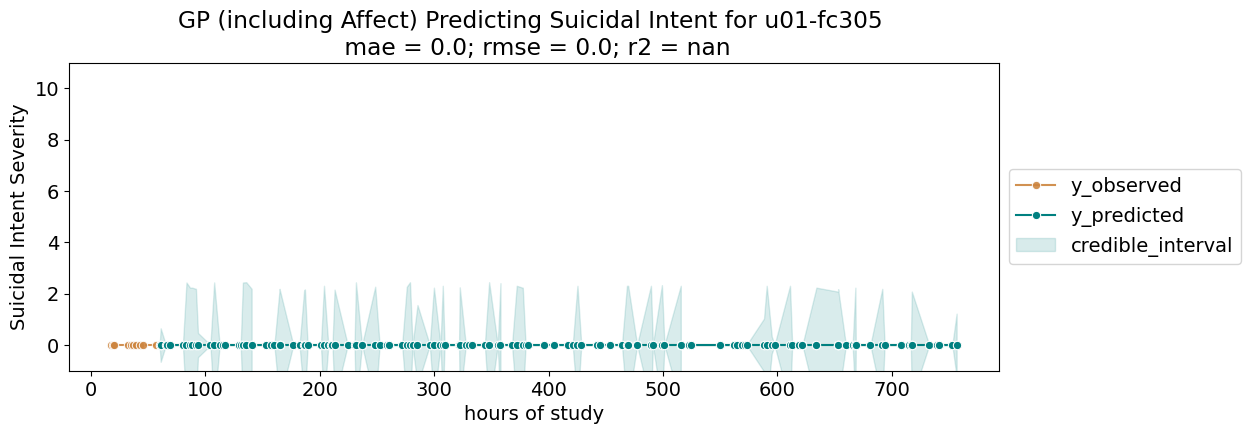 GP (including Affect) Predicting Suicidal Intent for u01-fc305
mae = 0.0; rmse = 0.0; r2 = nan
Suicidal Intent Severity
10
8
6
4
2
0
0 100 200 300 400 500 600 700
hours of study
y_observed
y_predicted
credible_interval